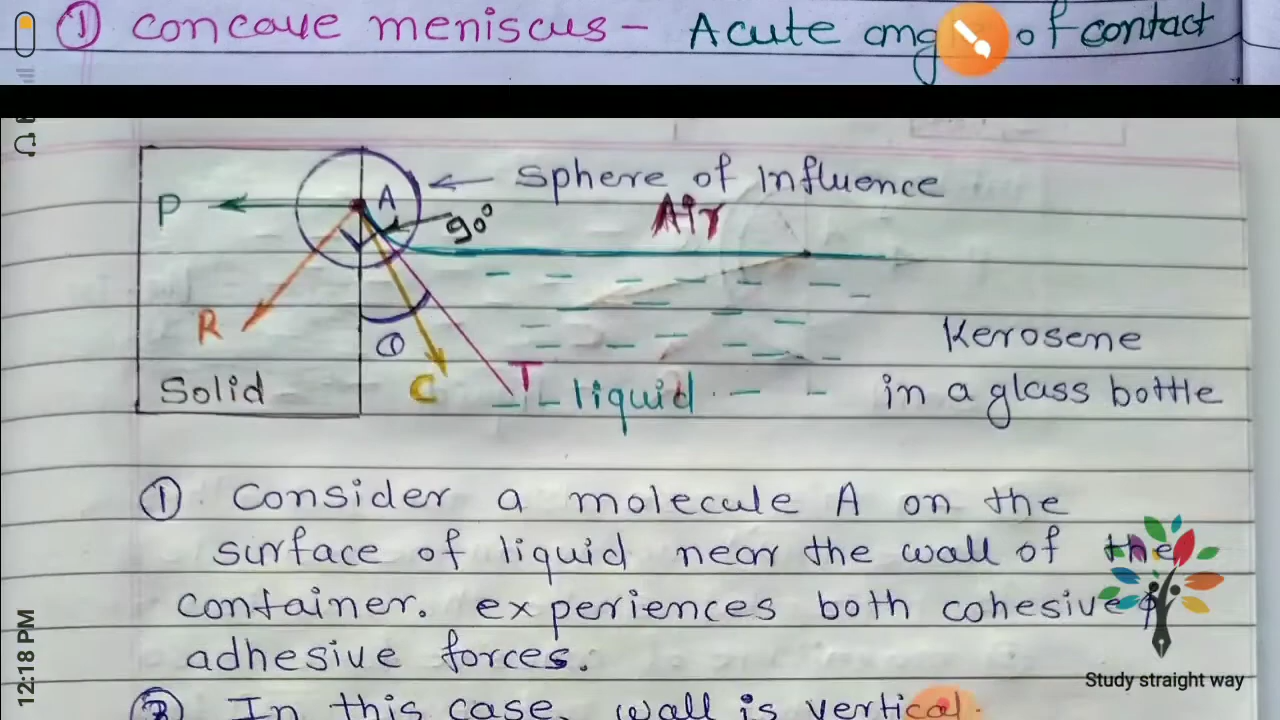 ① concave meniscus - Acute ang of contact
sphere of influence
P A 90° Air
R
θ Kerosene
Solid C T liquid in a glass bottle
① Consider a molecule A on the
surface of liquid near the wall of the
container. experiences both cohesive &
adhesive forces.
Study straight way
② In this case, wall is vertical.
12:18 PM